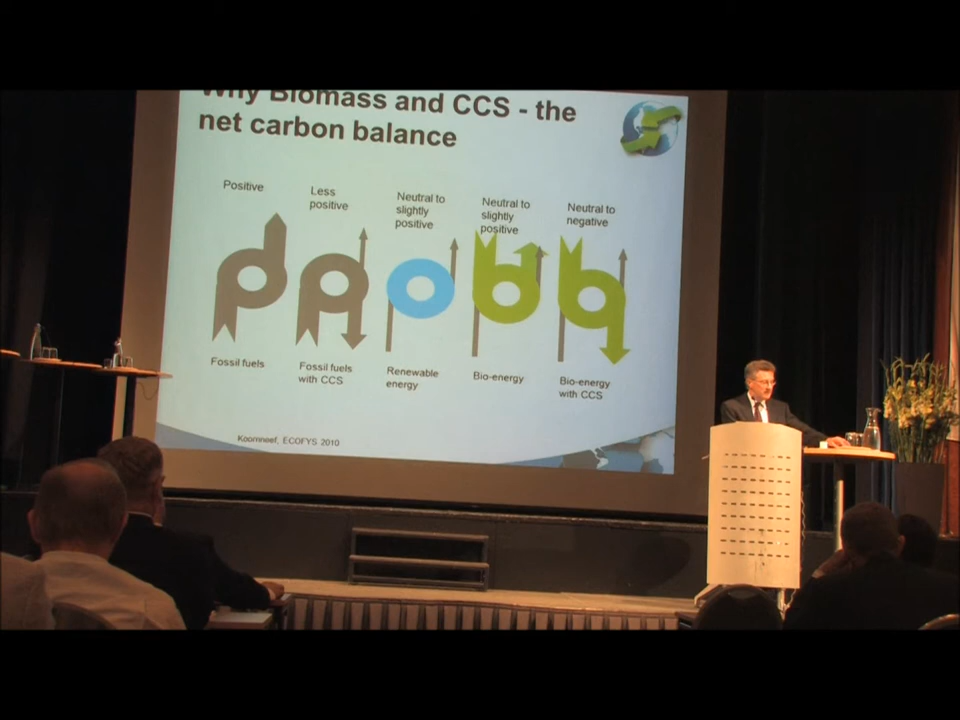 Why Biomass and CCS - the
net carbon balance
Positive
Less
positive
Neutral to
slightly
positive
Neutral to
slightly
positive
Neutral to
negative
Fossil fuels
Fossil fuels
with CCS
Renewable
energy
Bio-energy
Bio-energy
with CCS
Koornneef, ECOFYS 2010